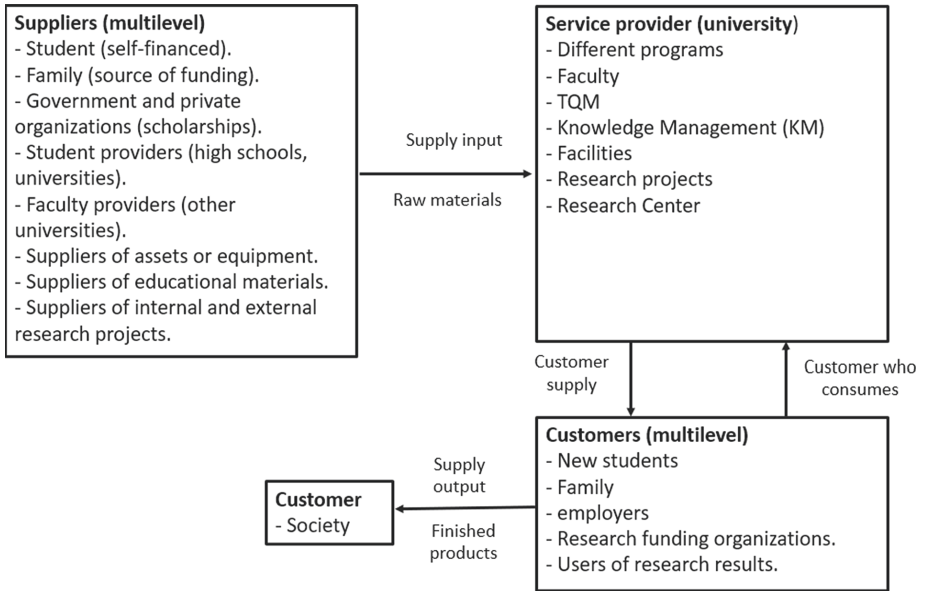 Suppliers (multilevel)
- Student (self-financed).
- Family (source of funding).
- Government and private
organizations (scholarships).
- Student providers (high schools,
universities).
- Faculty providers (other
universities).
- Suppliers of assets or equipment.
- Suppliers of educational materials.
- Suppliers of internal and external
research projects.
Supply input
Raw materials
Service provider (university)
- Different programs
- Faculty
- TQM
- Knowledge Management (KM)
- Facilities
- Research projects
- Research Center
Customer
supply
Customer who
consumes
Customers (multilevel)
- New students
- Family
- employers
- Research funding organizations.
- Users of research results.
Supply
output
Finished
products
Customer
- Society